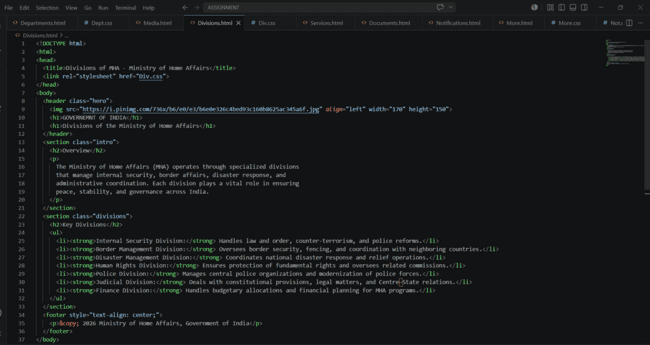 File Edit Selection View Go Run Terminal Help
ASSIGNMENT
Departments.html Dept.css Media.html Divisions.html Div.css Services.html Documents.html Notifications.html More.html More.css
Divisions.html > ...
1 <!DOCTYPE html>
2 <html>
3 <head>
4 <title>Divisions of MHA - Ministry of Home Affairs</title>
5 <link rel="stylesheet" href="Div.css">
6 </head>
7 <body>
8 <header class="hero">
9 <img src="https://i.pinimg.com/736x/b6/e0/e3/b6e0e326c4bed93c160b8625ac345a6f.jpg" align="left" width="170" height="150">
10 <h1>GOVERNEMNT OF INDIA</h1>
11 <h1>Divisions of the Ministry of Home Affairs</h1>
12 </header>
13 <section class="intro">
14 <h2>Overview</h2>
15 <p>
16 The Ministry of Home Affairs (MHA) operates through specialized divisions
17 that manage internal security, border affairs, disaster response, and
18 administrative coordination. Each division plays a vital role in ensuring
19 peace, stability, and governance across India.
20 </p>
21 </section>
22 <section class="divisions">
23 <h2>Key Divisions</h2>
24 <ul>
25 <li><strong>Internal Security Division:</strong> Handles law and order, counter-terrorism, and police reforms.</li>
26 <li><strong>Border Management Division:</strong> Oversees border security, fencing, and coordination with neighboring countries.</li>
27 <li><strong>Disaster Management Division:</strong> Coordinates national disaster response and relief operations.</li>
28 <li><strong>Human Rights Division:</strong> Ensures protection of fundamental rights and oversees related commissions.</li>
29 <li><strong>Police Division:</strong> Manages central police organizations and modernization of police forces.</li>
30 <li><strong>Judicial Division:</strong> Deals with constitutional provisions, legal matters, and Centre-State relations.</li>
31 <li><strong>Finance Division:</strong> Handles budgetary allocations and financial planning for MHA programs.</li>
32 </ul>
33 </section>
34 <footer style="text-align: center;">
35 <p>&copy; 2026 Ministry of Home Affairs, Government of India</p>
36 </footer>
37 </body>